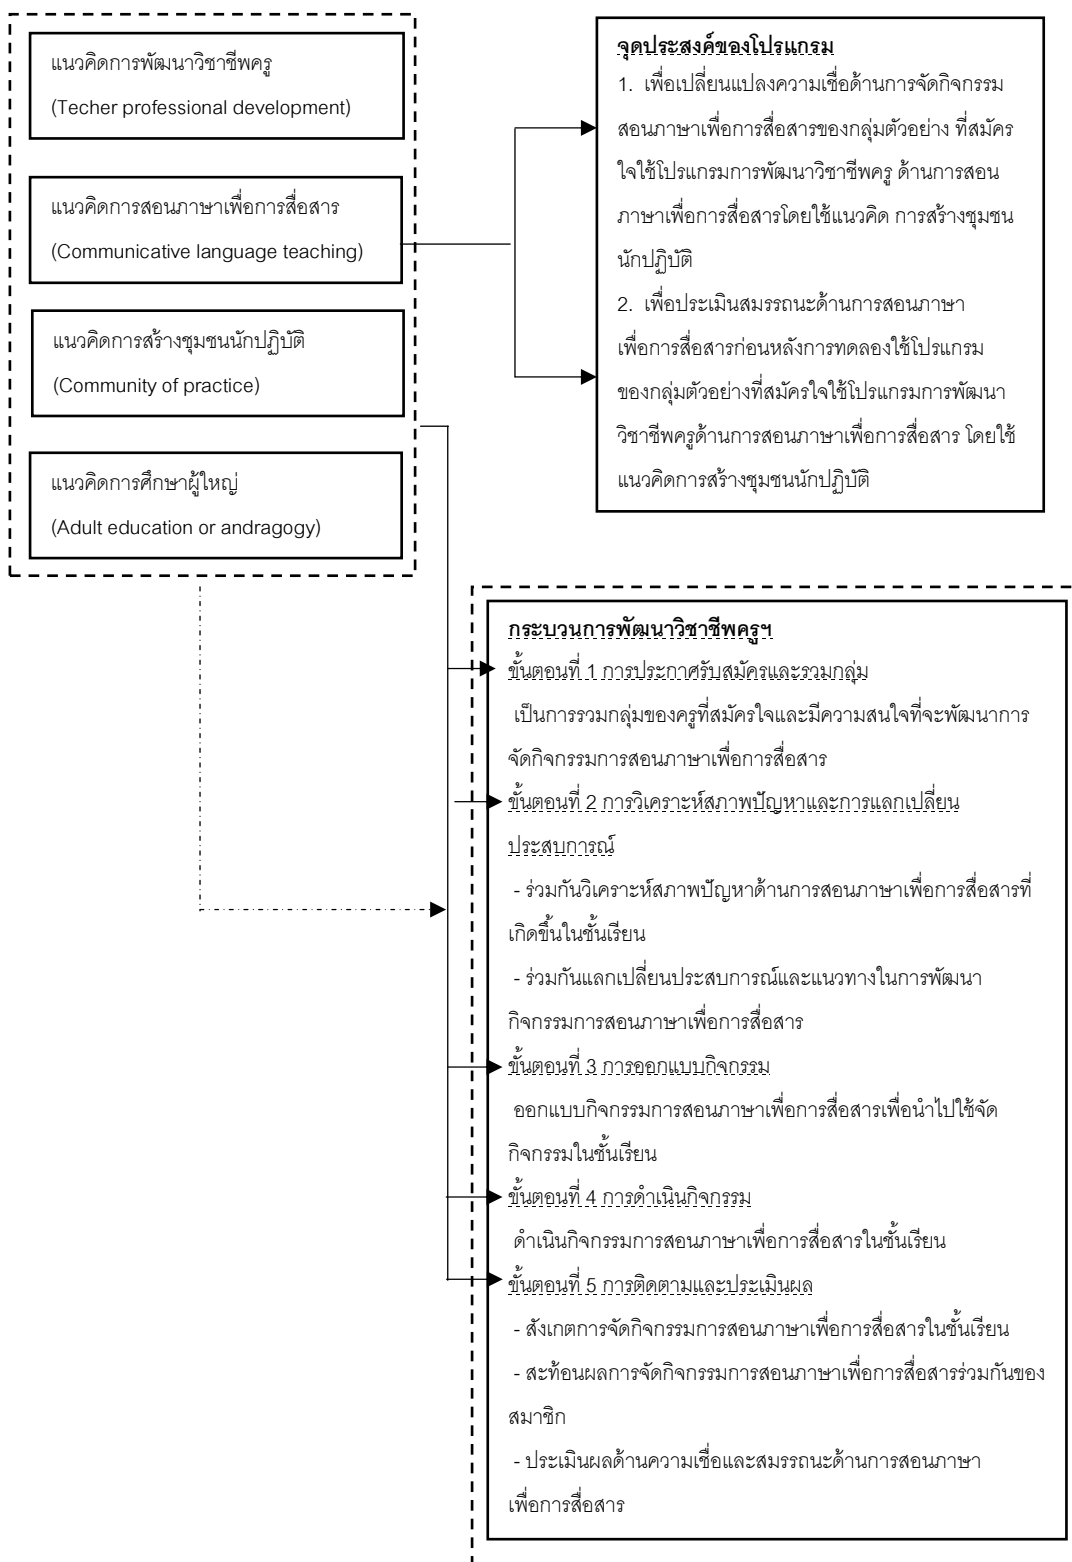 แนวคิดการพัฒนาวิชาชีพครู
(Techer professional development)
แนวคิดการสอนภาษาเพื่อการสื่อสาร
(Communicative language teaching)
แนวคิดการสร้างชุมชนนักปฏิบัติ
(Community of practice)
แนวคิดการศึกษาผู้ใหญ่
(Adult education or andragogy)
จุดประสงค์ของโปรแกรม
1. เพื่อเปลี่ยนแปลงความเชื่อด้านการจัดกิจกรรม
สอนภาษาเพื่อการสื่อสารของกลุ่มตัวอย่าง ที่สมัคร
ใจใช้โปรแกรมการพัฒนาวิชาชีพครู ด้านการสอน
ภาษาเพื่อการสื่อสารโดยใช้แนวคิด การสร้างชุมชน
นักปฏิบัติ
2. เพื่อประเมินสมรรถนะด้านการสอนภาษา
เพื่อการสื่อสารก่อนหลังการทดลองใช้โปรแกรม
ของกลุ่มตัวอย่างที่สมัครใจใช้โปรแกรมการพัฒนา
วิชาชีพครูด้านการสอนภาษาเพื่อการสื่อสาร โดยใช้
แนวคิดการสร้างชุมชนนักปฏิบัติ
กระบวนการพัฒนาวิชาชีพครูฯ
ขั้นตอนที่ 1 การประกาศรับสมัครและรวมกลุ่ม
เป็นการรวมกลุ่มของครูที่สมัครใจและมีความสนใจที่จะพัฒนาการ
จัดกิจกรรมการสอนภาษาเพื่อการสื่อสาร
ขั้นตอนที่ 2 การวิเคราะห์สภาพปัญหาและการแลกเปลี่ยน
ประสบการณ์
- ร่วมกันวิเคราะห์สภาพปัญหาด้านการสอนภาษาเพื่อการสื่อสารที่
เกิดขึ้นในชั้นเรียน
- ร่วมกันแลกเปลี่ยนประสบการณ์และแนวทางในการพัฒนา
กิจกรรมการสอนภาษาเพื่อการสื่อสาร
ขั้นตอนที่ 3 การออกแบบกิจกรรม
ออกแบบกิจกรรมการสอนภาษาเพื่อการสื่อสารเพื่อนำไปใช้จัด
กิจกรรมในชั้นเรียน
ขั้นตอนที่ 4 การดำเนินกิจกรรม
ดำเนินกิจกรรมการสอนภาษาเพื่อการสื่อสารในชั้นเรียน
ขั้นตอนที่ 5 การติดตามและประเมินผล
- สังเกตการจัดกิจกรรมการสอนภาษาเพื่อการสื่อสารในชั้นเรียน
- สะท้อนผลการจัดกิจกรรมการสอนภาษาเพื่อการสื่อสารร่วมกันของ
สมาชิก
- ประเมินผลด้านความเชื่อและสมรรถนะด้านการสอนภาษา
เพื่อการสื่อสาร